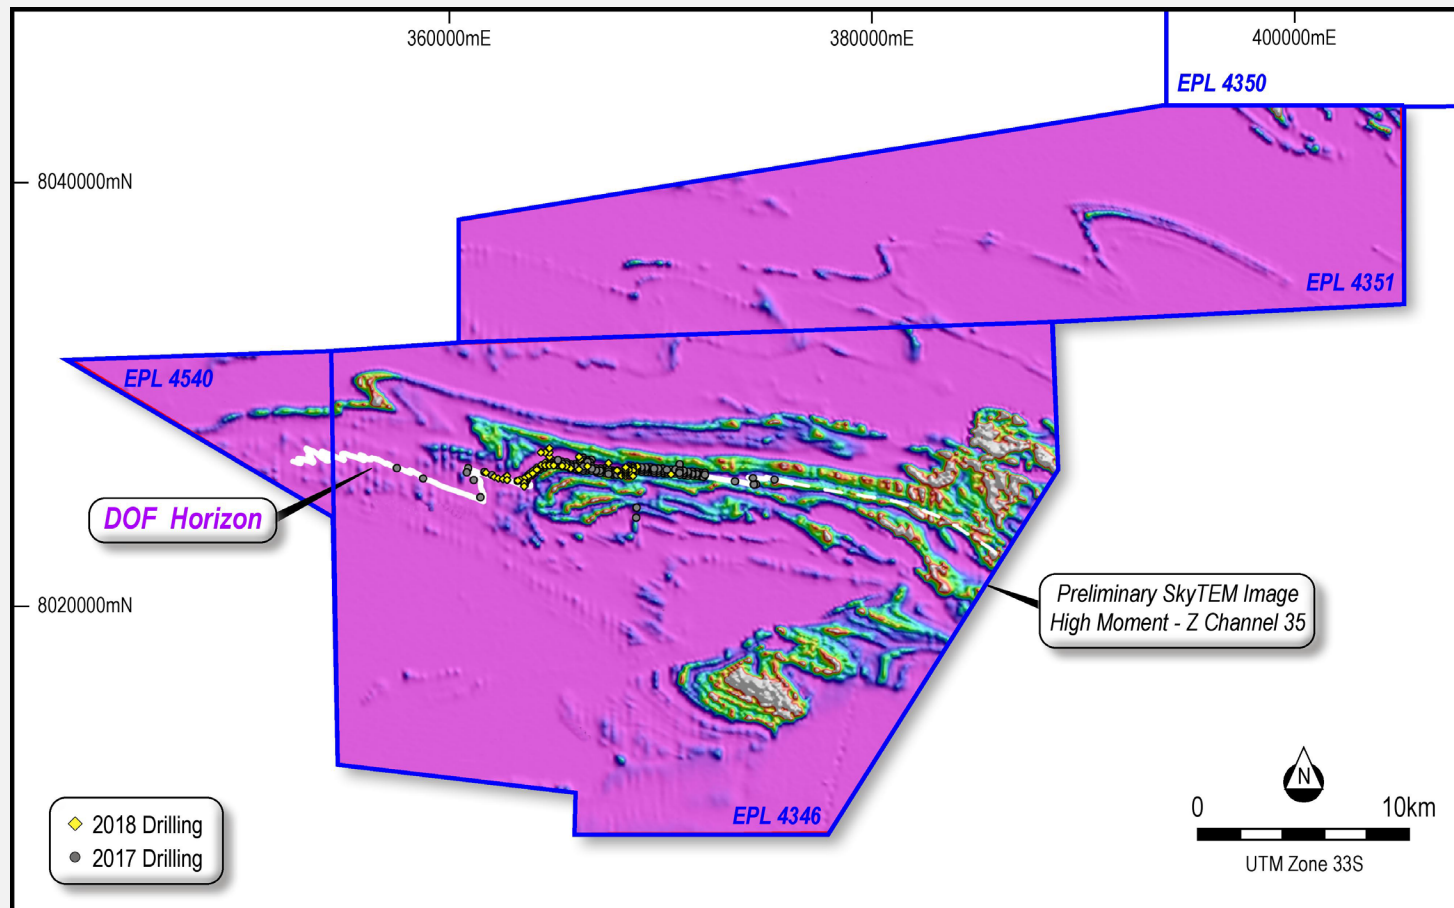 360000mE
380000mE
400000mE
EPL 4350
8040000mN
EPL 4351
EPL 4540
DOF Horizon
8020000mN
Preliminary SkyTEM Image
High Moment - Z Channel 35
N
0 10km
UTM Zone 33S
EPL 4346
2018 Drilling
2017 Drilling